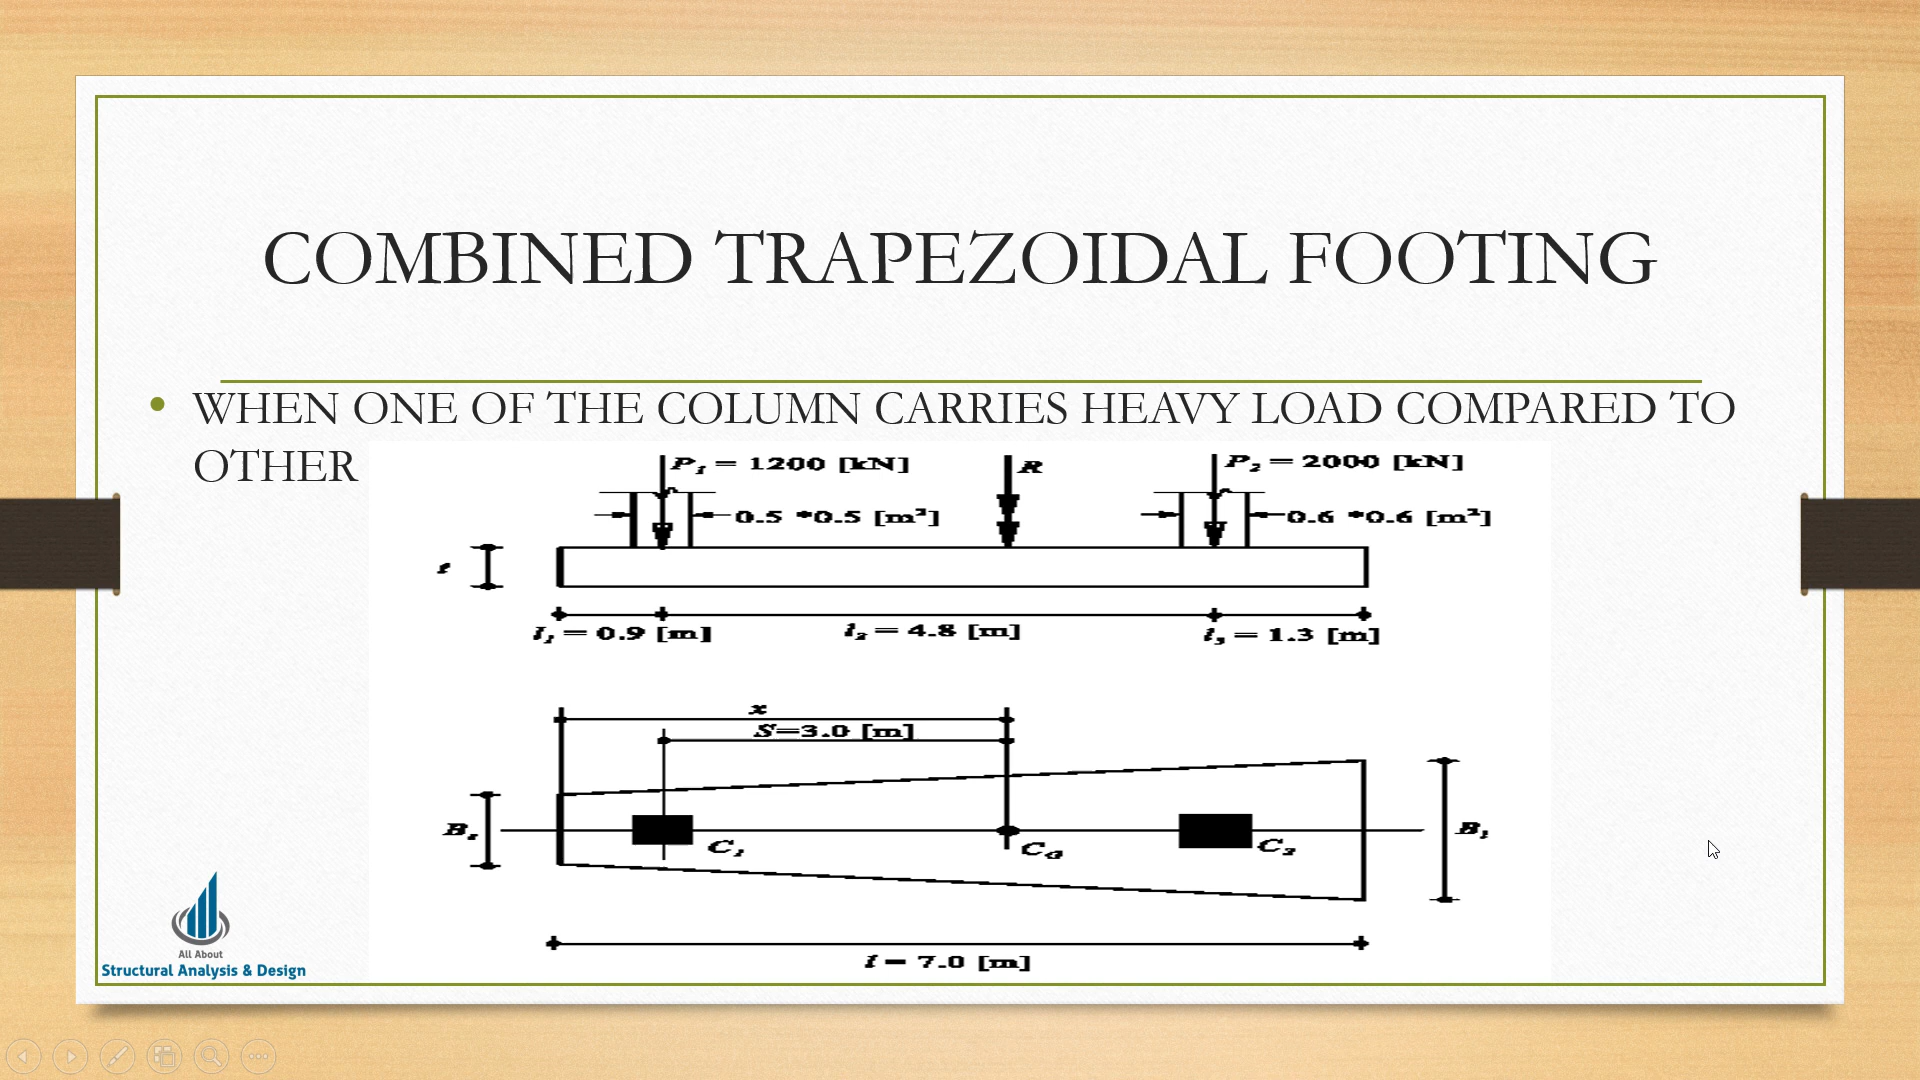 COMBINED TRAPEZOIDAL FOOTING
• WHEN ONE OF THE COLUMN CARRIES HEAVY LOAD COMPARED TO
OTHER
P₁ = 1200 [kN]
R
P₂ = 2000 [kN]
0.5 *0.5 [m²]
0.6 *0.6 [m²]
t
l₁ = 0.9 [m]
l₂ = 4.8 [m]
l₃ = 1.3 [m]
x
S=3.0 [m]
B₂
C₁
C_G
C₂
B₁
l = 7.0 [m]
All About
Structural Analysis & Design